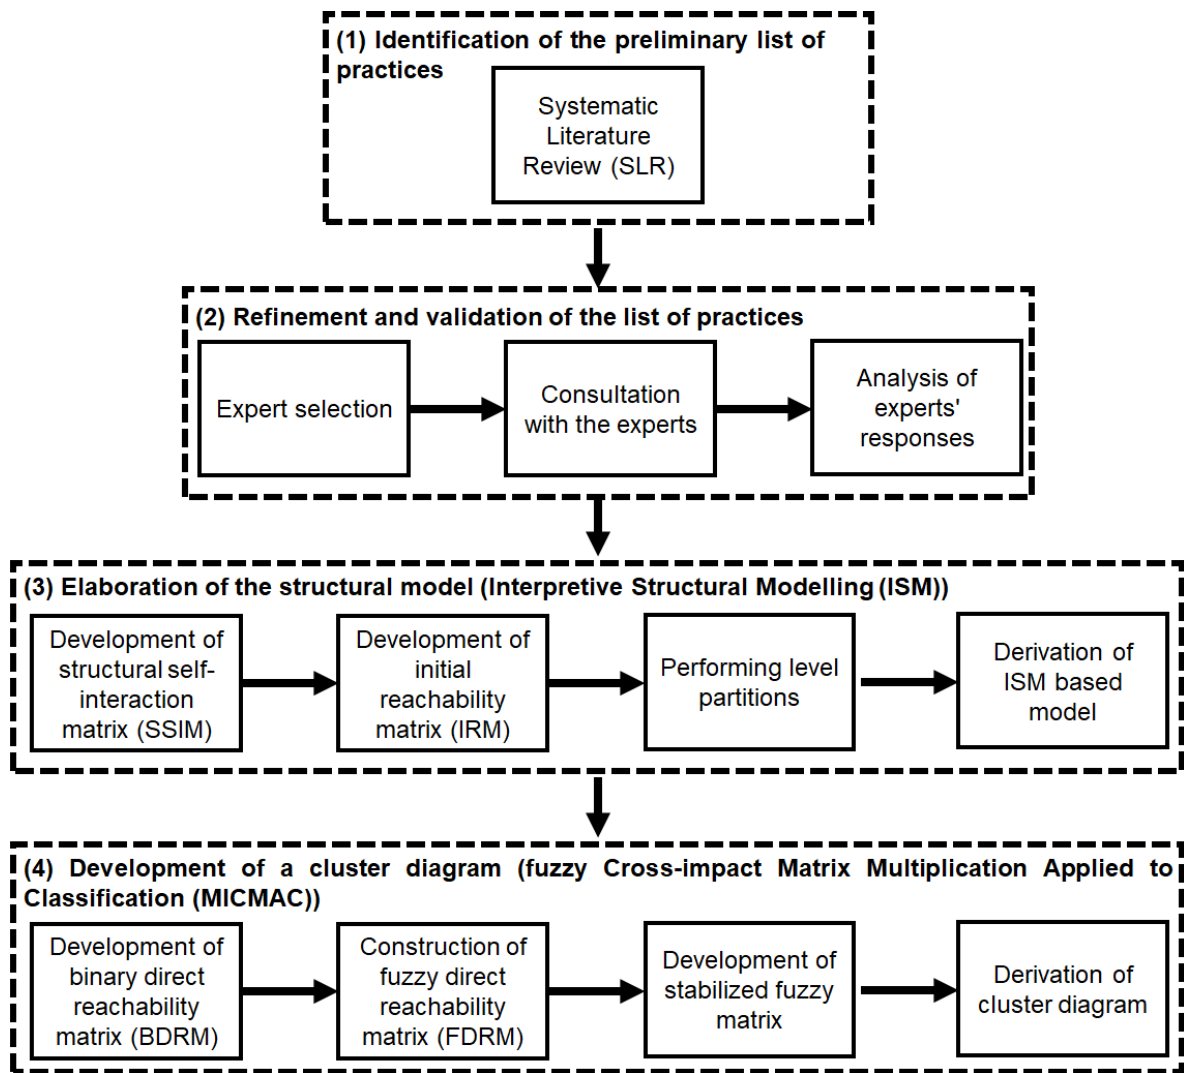 (1) Identification of the preliminary list of
practices
Systematic
Literature
Review (SLR)
(2) Refinement and validation of the list of practices
Expert selection
Consultation
with the experts
Analysis of
experts'
responses
(3) Elaboration of the structural model (Interpretive Structural Modelling (ISM))
Development of
structural self-
interaction
matrix (SSIM)
Development of
initial
reachability
matrix (IRM)
Performing level
partitions
Derivation of
ISM based
model
(4) Development of a cluster diagram (fuzzy Cross-impact Matrix Multiplication Applied to
Classification (MICMAC))
Development of
binary direct
reachability
matrix (BDRM)
Construction of
fuzzy direct
reachability
matrix (FDRM)
Development of
stabilized fuzzy
matrix
Derivation of
cluster diagram